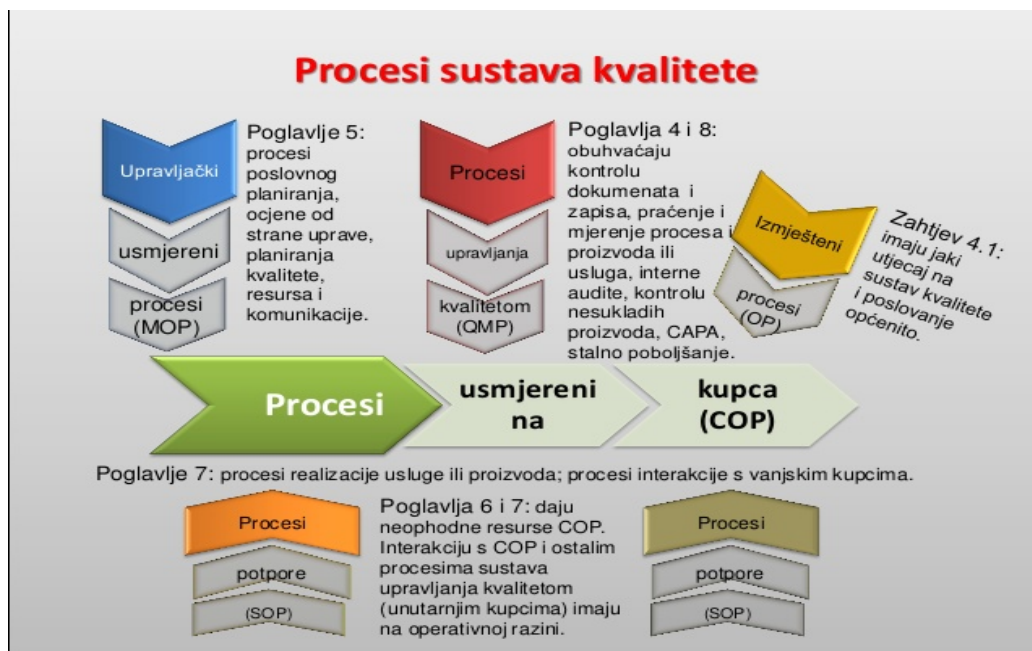 Procesi sustava kvalitete
Upravljački
usmjereni
procesi
(MOP)
Poglavlje 5:
procesi
poslovnog
planiranja,
ocjene od
strane uprave,
planiranja
kvalitete,
resursa i
komunikacije.
Procesi
upravljanja
kvalitetom
(QMP)
Poglavlja 4 i 8:
obuhvaćaju
kontrolu
dokumenata i
zapisa, praćenje i
mjerenje procesa i
proizvoda ili
usluga, interne
audite, kontrolu
nesukladih
proizvoda, CAPA,
stalno poboljšanje.
Izmješteni
procesi
(OP)
Zahtjev 4.1:
imaju jaki
utjecaj na
sustav kvalitete
i poslovanje
općenito.
Procesi
usmjereni
na
kupca
(COP)
Poglavlje 7: procesi realizacije usluge ili proizvoda; procesi interakcije s vanjskim kupcima.
Procesi
potpore
(SOP)
Poglavlja 6 i 7: daju
neophodne resurse COP.
Interakciju s COP i ostalim
procesima sustava
upravljanja kvalitetom
(unutarnjim kupcima) imaju
na operativnoj razini.
Procesi
potpore
(SOP)